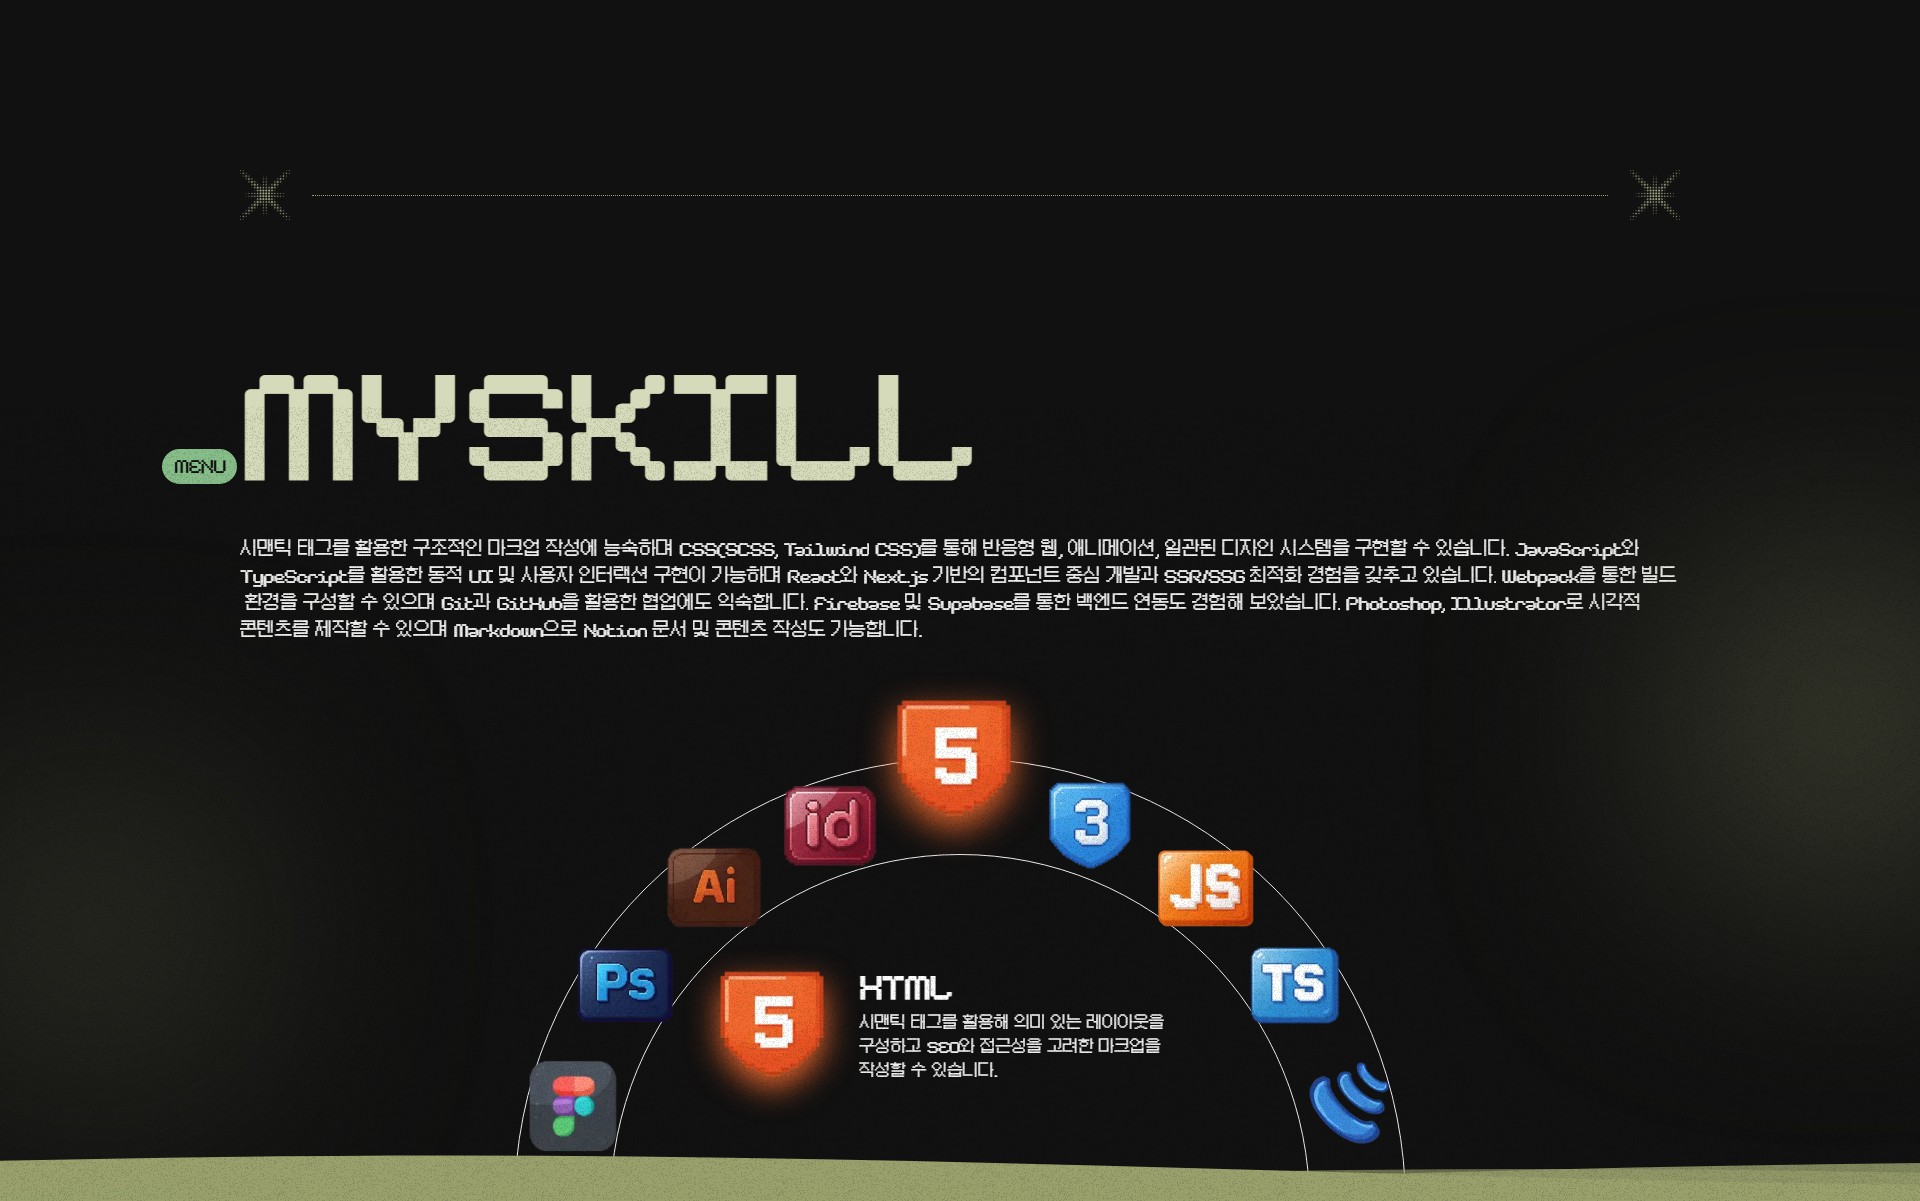 MYSKILL
MENU
시맨틱 태그를 활용한 구조적인 마크업 작성에 능숙하며 CSS(SCSS, Tailwind CSS)를 통해 반응형 웹, 애니메이션, 일관된 디자인 시스템을 구현할 수 있습니다. JavaScript와
TypeScript를 활용한 동적 UI 및 사용자 인터랙션 구현이 가능하며 React와 Next.js 기반의 컴포넌트 중심 개발과 SSR/SSG 최적화 경험을 갖추고 있습니다. Webpack을 통한 빌드
환경을 구성할 수 있으며 Git과 GitHub을 활용한 협업에도 익숙합니다. Firebase 및 Supabase를 통한 백엔드 연동도 경험해 보았습니다. Photoshop, Illustrator로 시각적
콘텐츠를 제작할 수 있으며 Markdown으로 Notion 문서 및 콘텐츠 작성도 가능합니다.
5
id
3
Ai
JS
Ps
TS
5
HTML
시맨틱 태그를 활용해 의미 있는 레이아웃을
구성하고 SEO와 접근성을 고려한 마크업을
작성할 수 있습니다.